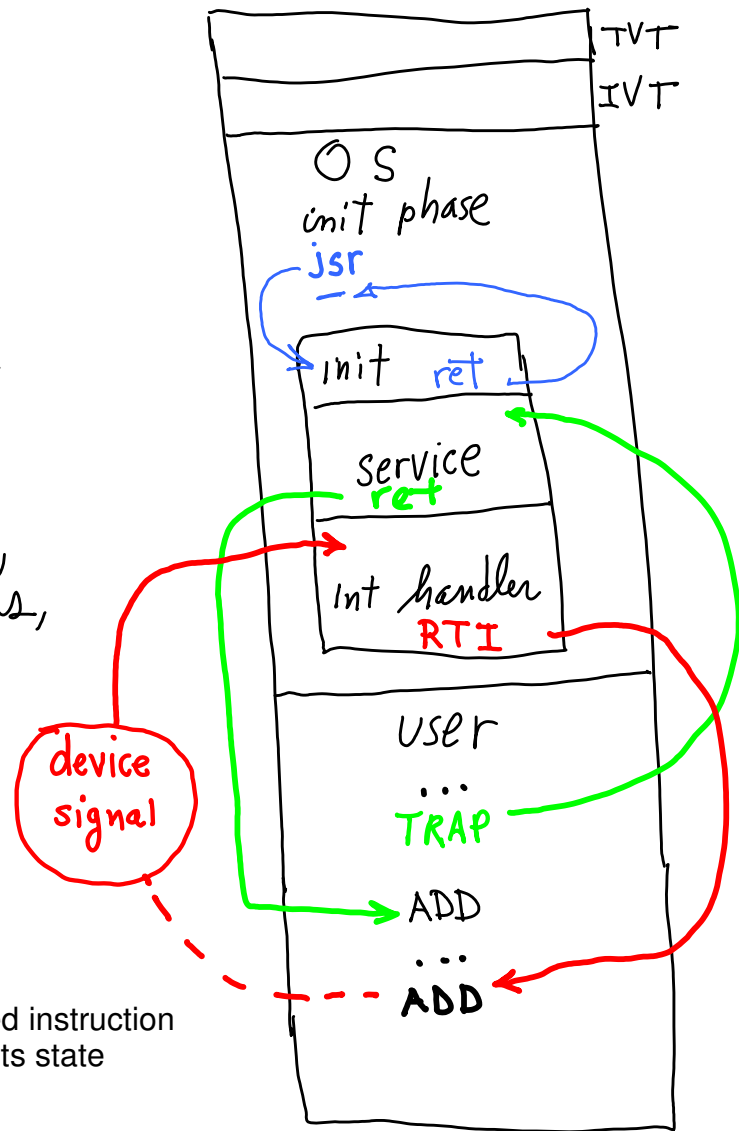 TVT
IVT
OS
init phase
jsr
init ret
service
ret
Int handler
RTI
device
signal
user
...
TRAP
ADD
...
ADD
ed instruction
ts state